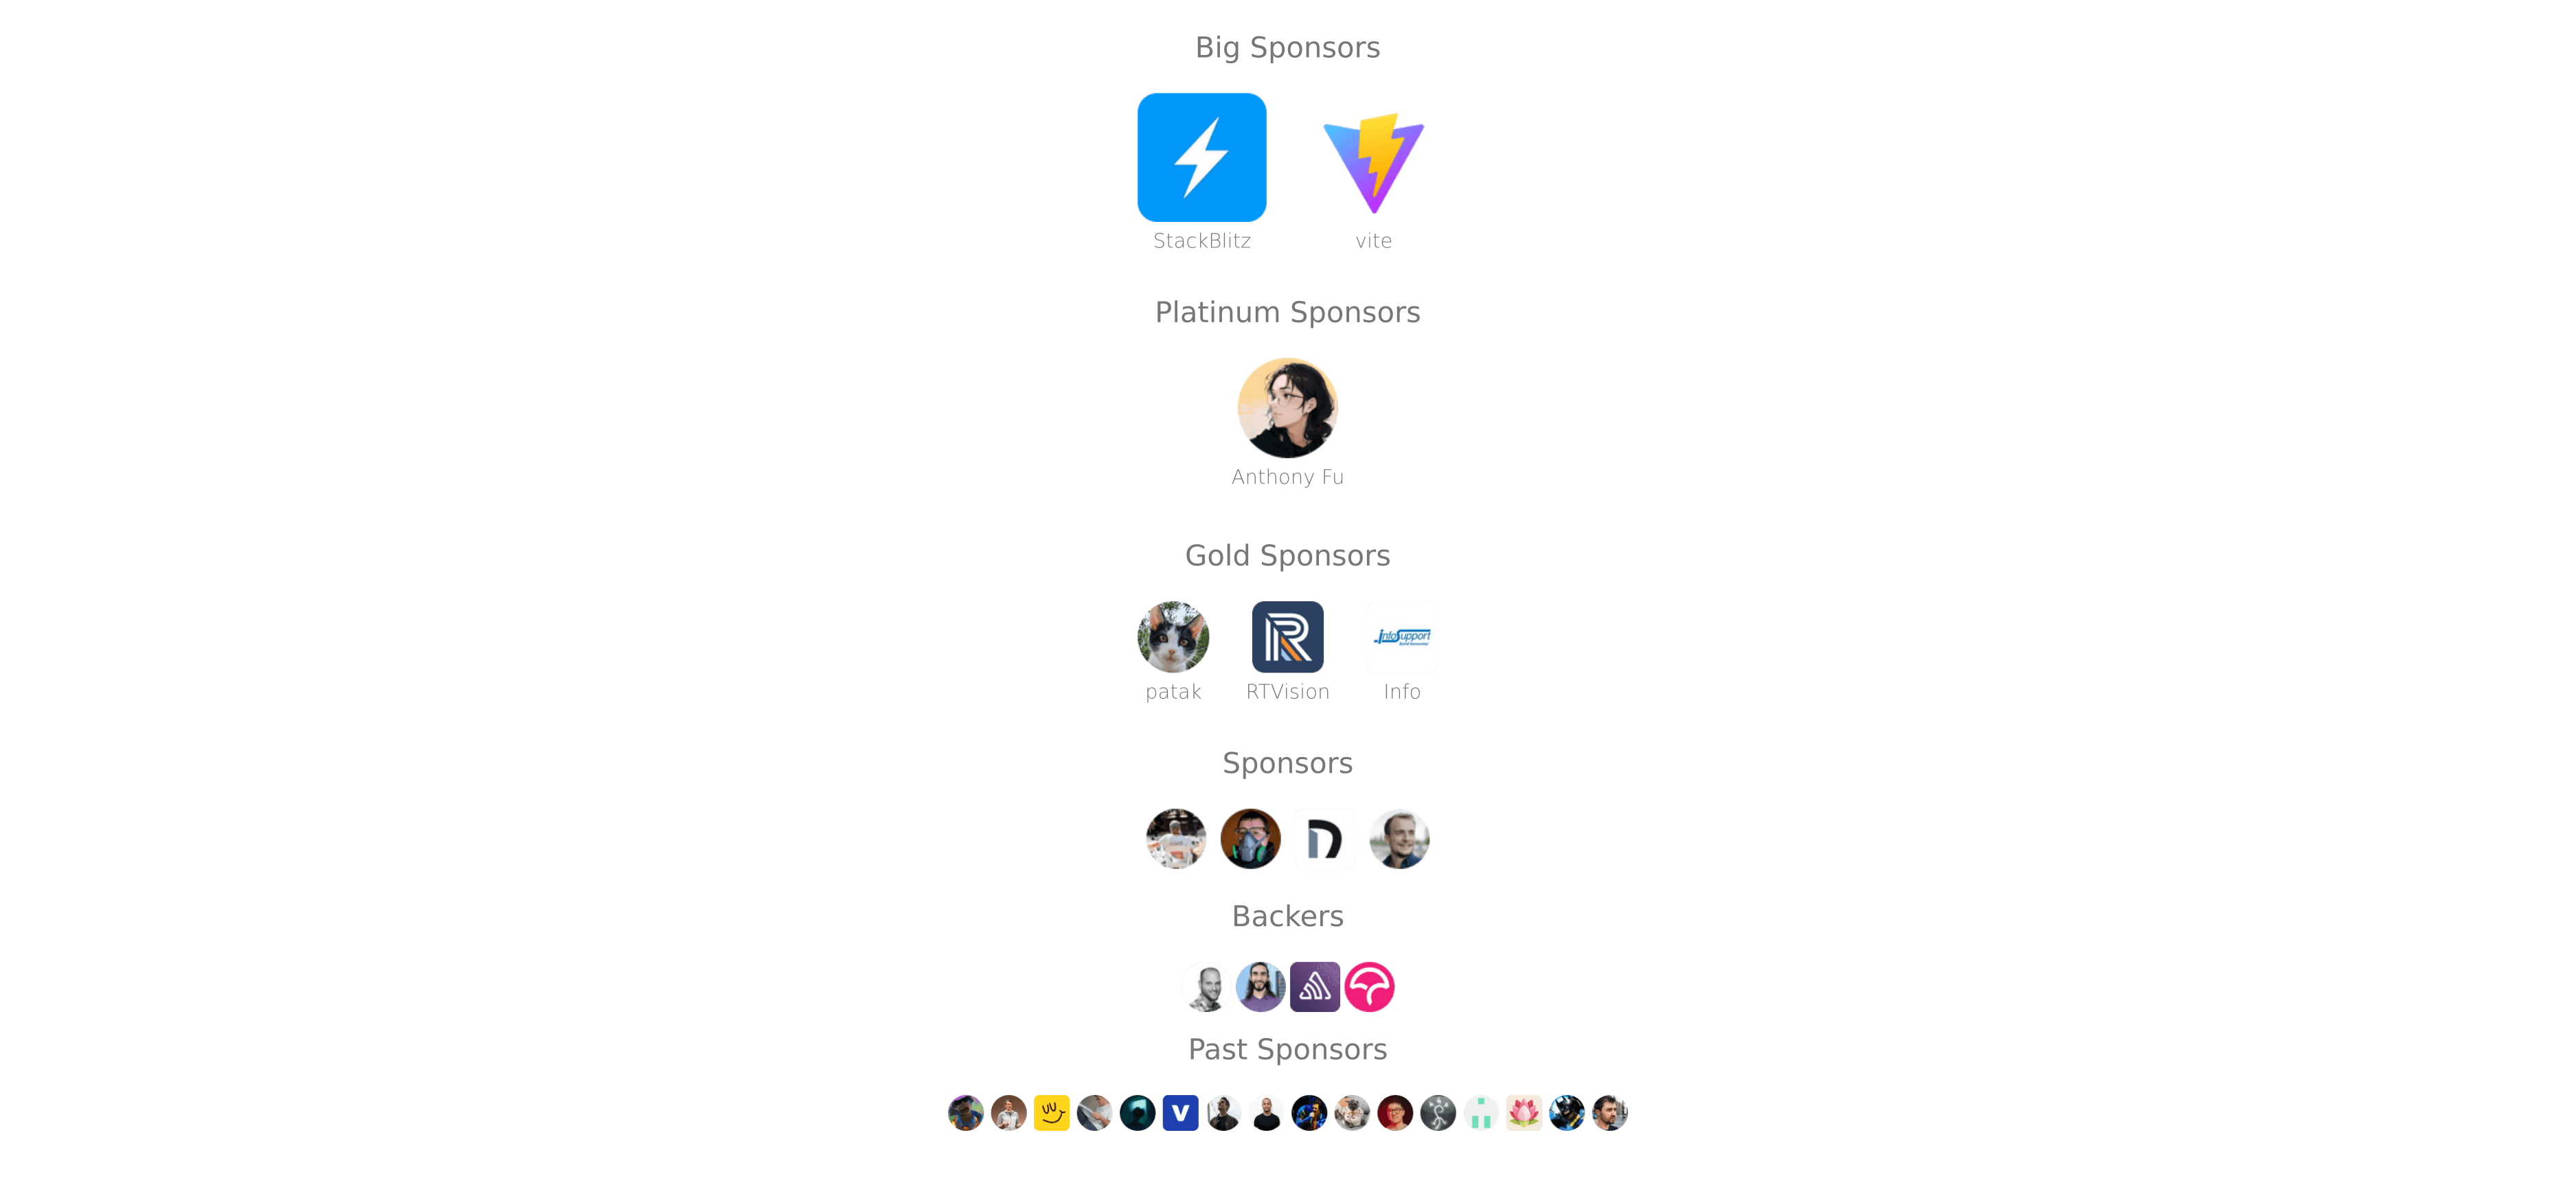 Big Sponsors
StackBlitz
vite
Platinum Sponsors
Anthony Fu
Gold Sponsors
infoSupport
patak
RTVision
Info
Sponsors
Backers
Past Sponsors
V